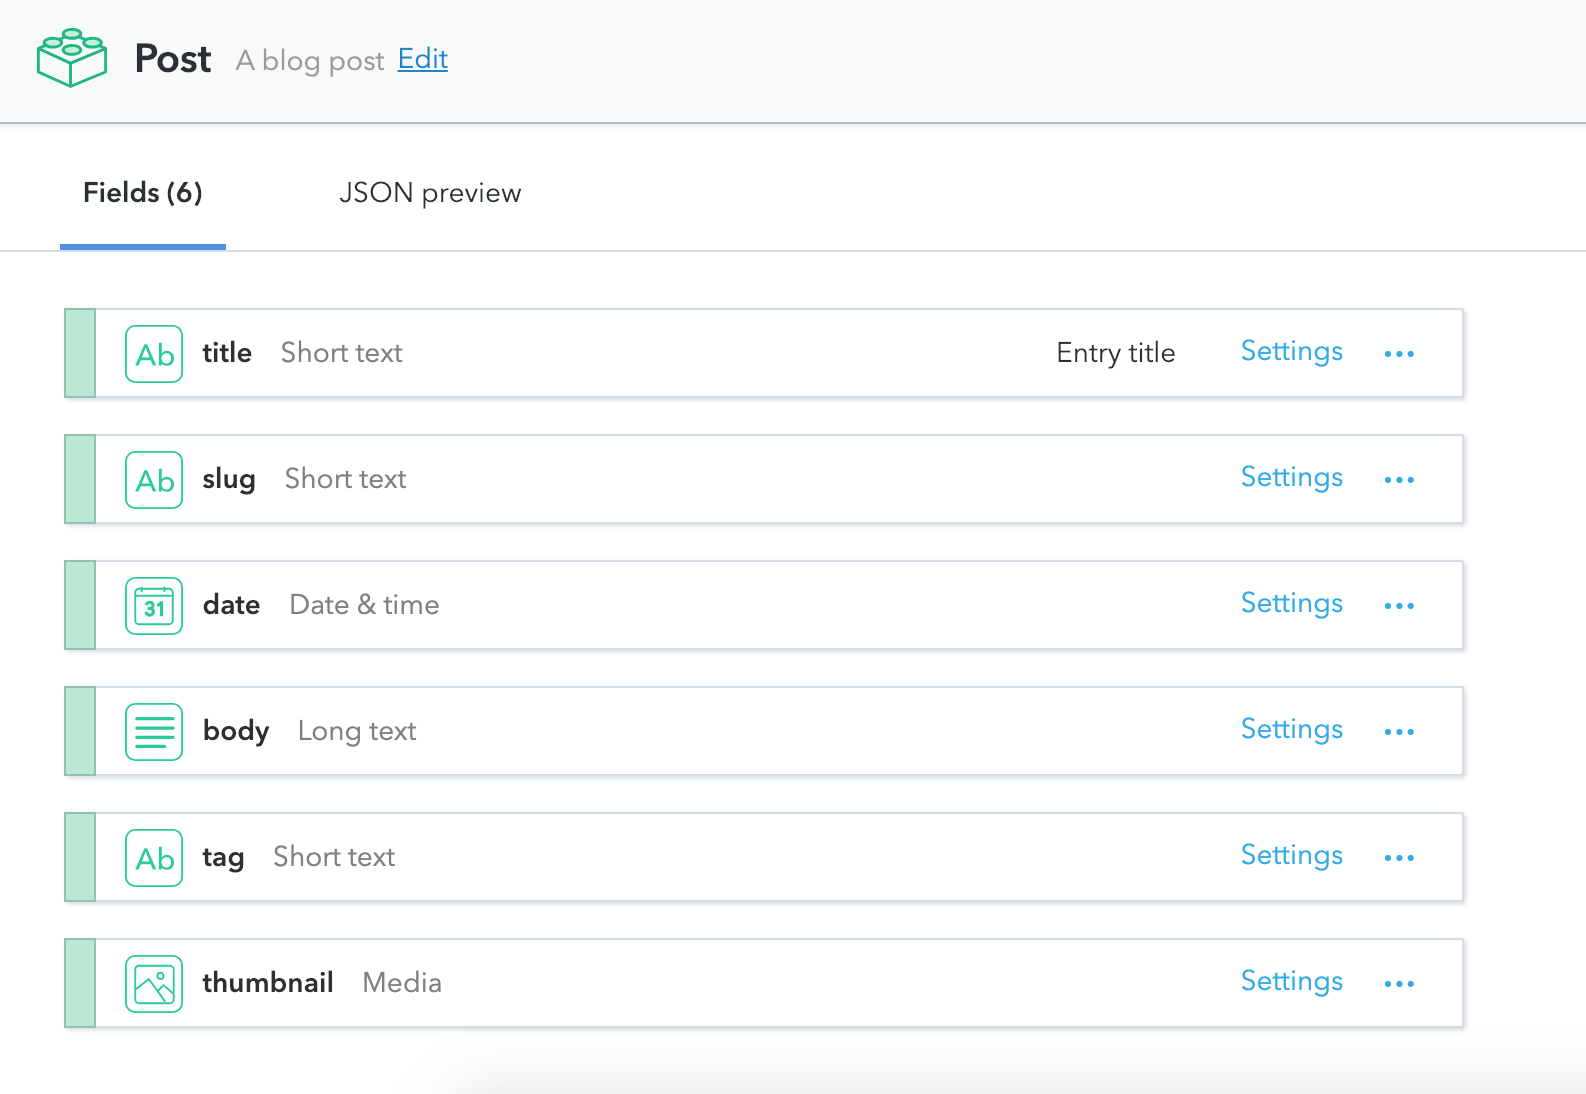 Post A blog post Edit
Fields (6) JSON preview
Ab title Short text Entry title Settings
Ab slug Short text Settings
31 date Date & time Settings
body Long text Settings
Ab tag Short text Settings
thumbnail Media Settings